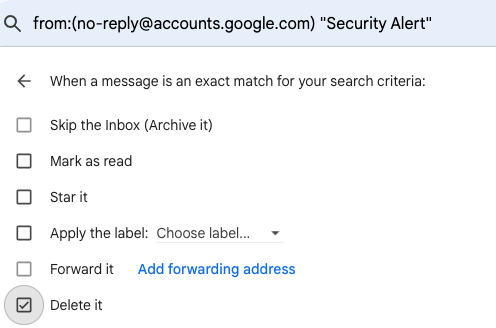 from:(no-reply@accounts.google.com) "Security Alert"
When a message is an exact match for your search criteria:
Skip the Inbox (Archive it)
Mark as read
Star it
Apply the label: Choose label...
Forward it Add forwarding address
Delete it